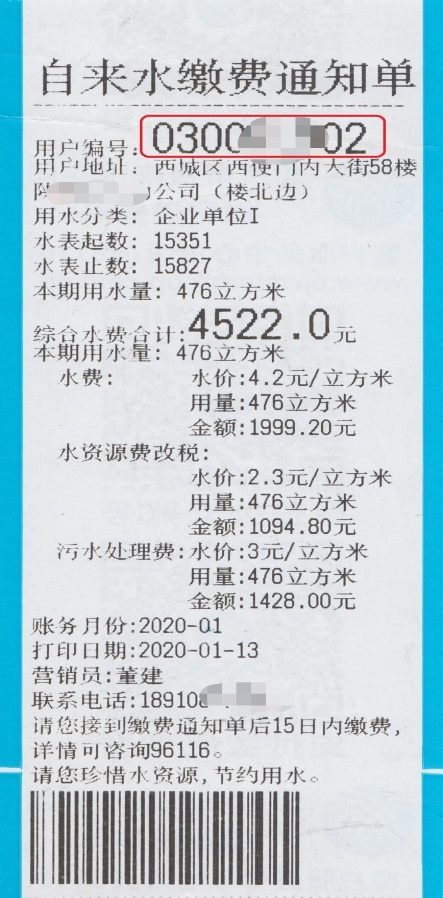 自来水缴费通知单
用户编号: 0300 02
用户地址: 西城区西便门内大街58楼
公司（楼北边）
用水分类: 企业单位I
水表起数: 15351
水表止数: 15827
本期用水量: 476立方米
综合水费合计:4522.0元
本期用水量: 476立方米
水费: 水价:4.2元/立方米
用量:476立方米
金额:1999.20元
水资源费改税:
水价:2.3元/立方米
用量:476立方米
金额:1094.80元
污水处理费:水价:3元/立方米
用量:476立方米
金额:1428.00元
账务月份:2020-01
打印日期:2020-01-13
营销员:董建
联系电话:18910
请您接到缴费通知单后15日内缴费,
详情可咨询96116。
请您珍惜水资源,节约用水。